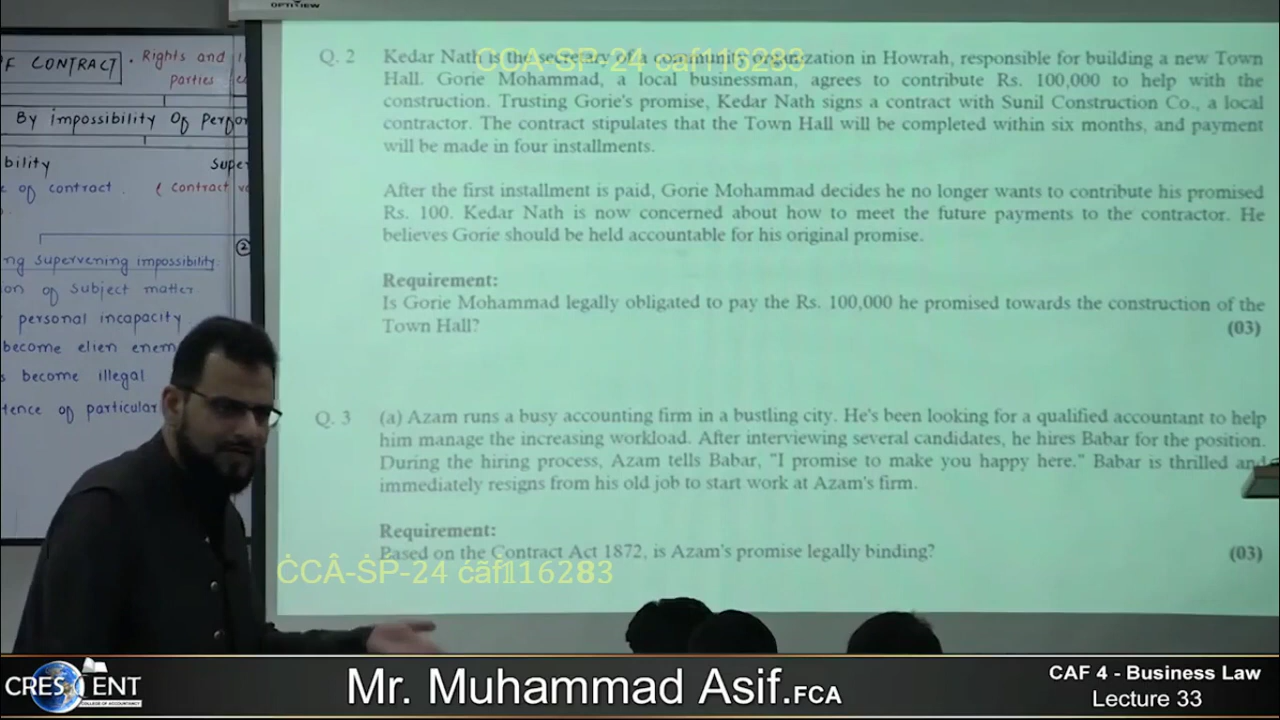 OPTIVIEW
OF CONTRACT
• Rights and
parties
By impossibility Of Perfor
bility
Supe
e of contract.
( Contract
ng supervening impossibility.
on of subject matter
personal incapacity
become elien enem
s become illegal
tence of particular
CCA-SP-24 caf116283
Q. 2 Kedar Nath is the secretary of a community organization in Howrah, responsible for building a new Town
Hall. Gorie Mohammad, a local businessman, agrees to contribute Rs. 100,000 to help with the
construction. Trusting Gorie's promise, Kedar Nath signs a contract with Sunil Construction Co., a local
contractor. The contract stipulates that the Town Hall will be completed within six months, and payment
will be made in four installments.
After the first installment is paid, Gorie Mohammad decides he no longer wants to contribute his promised
Rs. 100. Kedar Nath is now concerned about how to meet the future payments to the contractor. He
believes Gorie should be held accountable for his original promise.
Requirement:
Is Gorie Mohammad legally obligated to pay the Rs. 100,000 he promised towards the construction of the
Town Hall? (03)
Q. 3 (a) Azam runs a busy accounting firm in a bustling city. He's been looking for a qualified accountant to help
him manage the increasing workload. After interviewing several candidates, he hires Babar for the position.
During the hiring process, Azam tells Babar, "I promise to make you happy here." Babar is thrilled and
immediately resigns from his old job to start work at Azam's firm.
Requirement:
Based on the Contract Act 1872, is Azam's promise legally binding? (03)
ĊCÂ-ṠṖ-24 ćãḟ116283
CRESCENT
COLLEGE OF ACCOUNTANCY
Mr. Muhammad Asif.FCA
CAF 4 - Business Law
Lecture 33